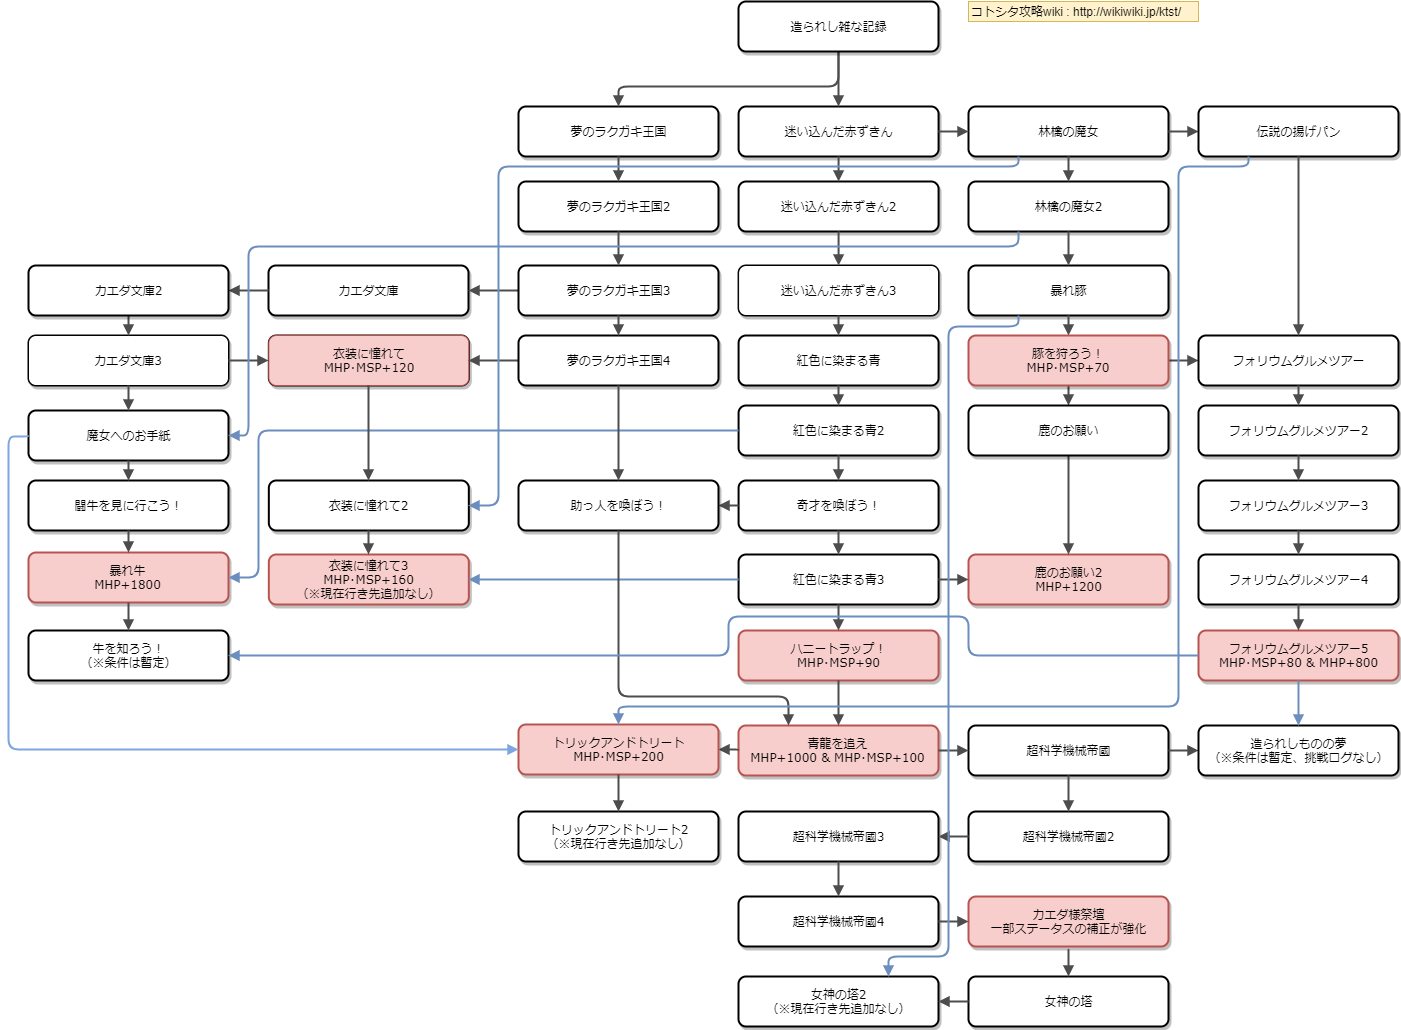 造られし雑な記録
コトシタ攻略wiki : http://wikiwiki.jp/ktst/
夢のラクガキ王国
迷い込んだ赤ずきん
林檎の魔女
伝説の揚げパン
夢のラクガキ王国2
迷い込んだ赤ずきん2
林檎の魔女2
カエダ文庫2
カエダ文庫
夢のラクガキ王国3
迷い込んだ赤ずきん3
暴れ豚
カエダ文庫3
衣装に憧れて
MHP･MSP+120
夢のラクガキ王国4
紅色に染まる青
豚を狩ろう！
MHP･MSP+70
フォリウムグルメツアー
魔女へのお手紙
紅色に染まる青2
鹿のお願い
フォリウムグルメツアー2
闘牛を見に行こう！
衣装に憧れて2
助っ人を喚ぼう！
奇才を喚ぼう！
フォリウムグルメツアー3
暴れ牛
MHP+1800
衣装に憧れて3
MHP･MSP+160
（※現在行き先追加なし）
紅色に染まる青3
鹿のお願い2
MHP+1200
フォリウムグルメツアー4
牛を知ろう！
（※条件は暫定）
ハニートラップ！
MHP･MSP+90
フォリウムグルメツアー5
MHP･MSP+80 & MHP+800
トリックアンドトリート
MHP･MSP+200
青龍を追え
MHP+1000 & MHP･MSP+100
超科学機械帝國
造られしものの夢
（※条件は暫定、挑戦ログなし）
トリックアンドトリート2
（※現在行き先追加なし）
超科学機械帝國3
超科学機械帝國2
超科学機械帝國4
カエダ様祭壇
一部ステータスの補正が強化
女神の塔2
（※現在行き先追加なし）
女神の塔